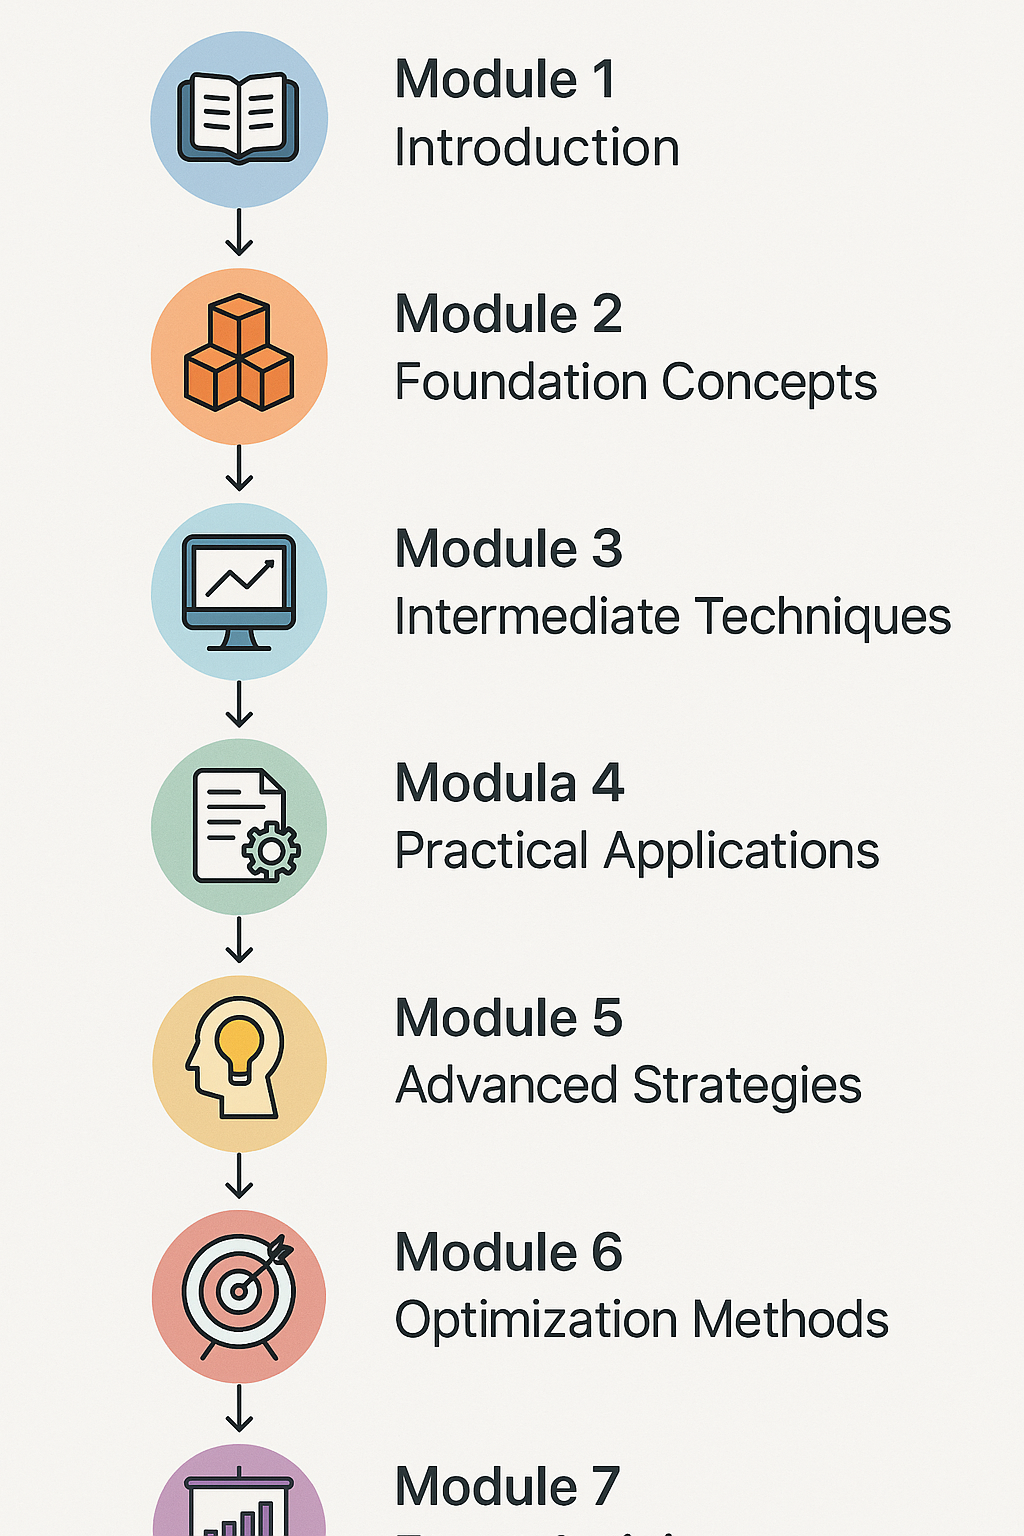 Module 1
Introduction
Module 2
Foundation Concepts
Module 3
Intermediate Techniques
Modula 4
Practical Applications
Module 5
Advanced Strategies
Module 6
Optimization Methods
Module 7